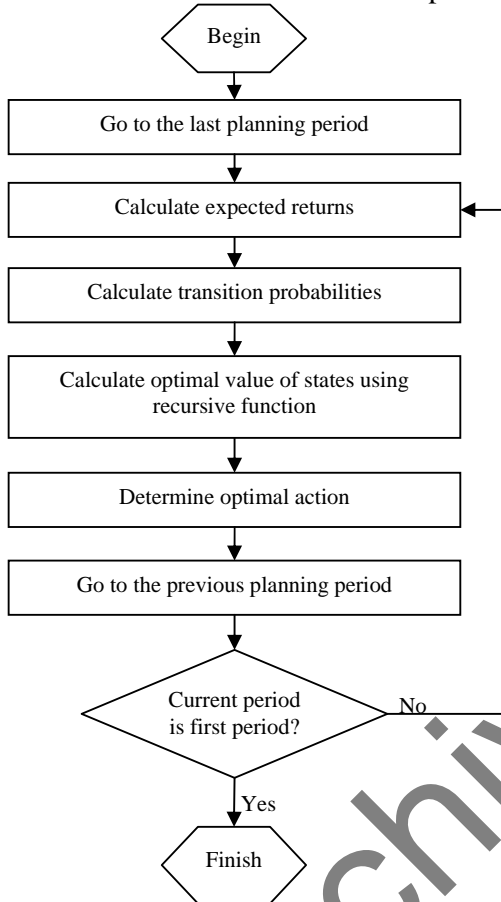 Begin
Go to the last planning period
Calculate expected returns
Calculate transition probabilities
Calculate optimal value of states using
recursive function
Determine optimal action
Go to the previous planning period
Current period
is first period?
No
Yes
Finish